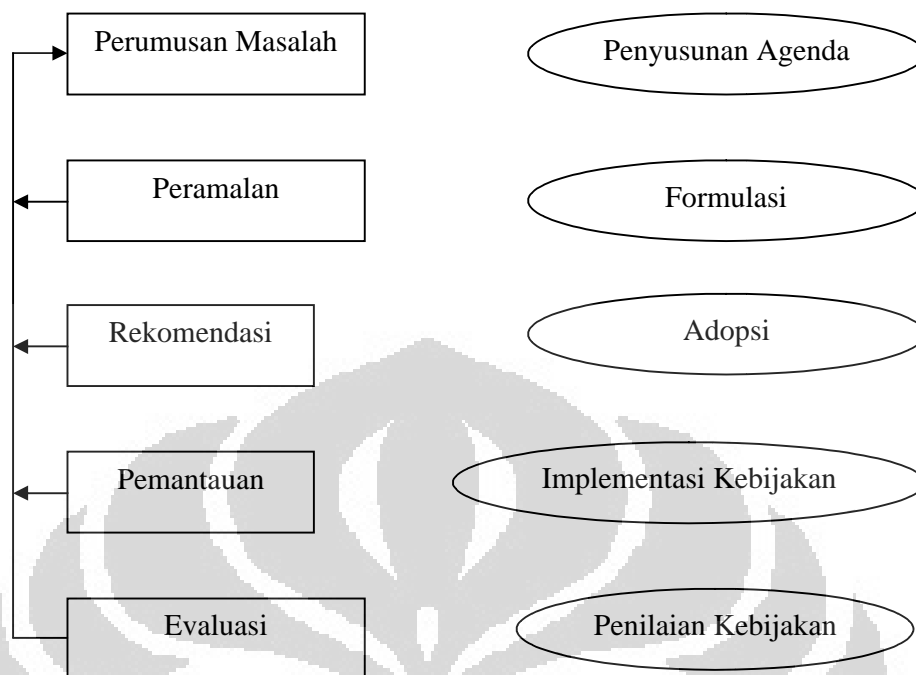 Perumusan Masalah
Penyusunan Agenda
Peramalan
Formulasi
Rekomendasi
Adopsi
Pemantauan
Implementasi Kebijakan
Evaluasi
Penilaian Kebijakan